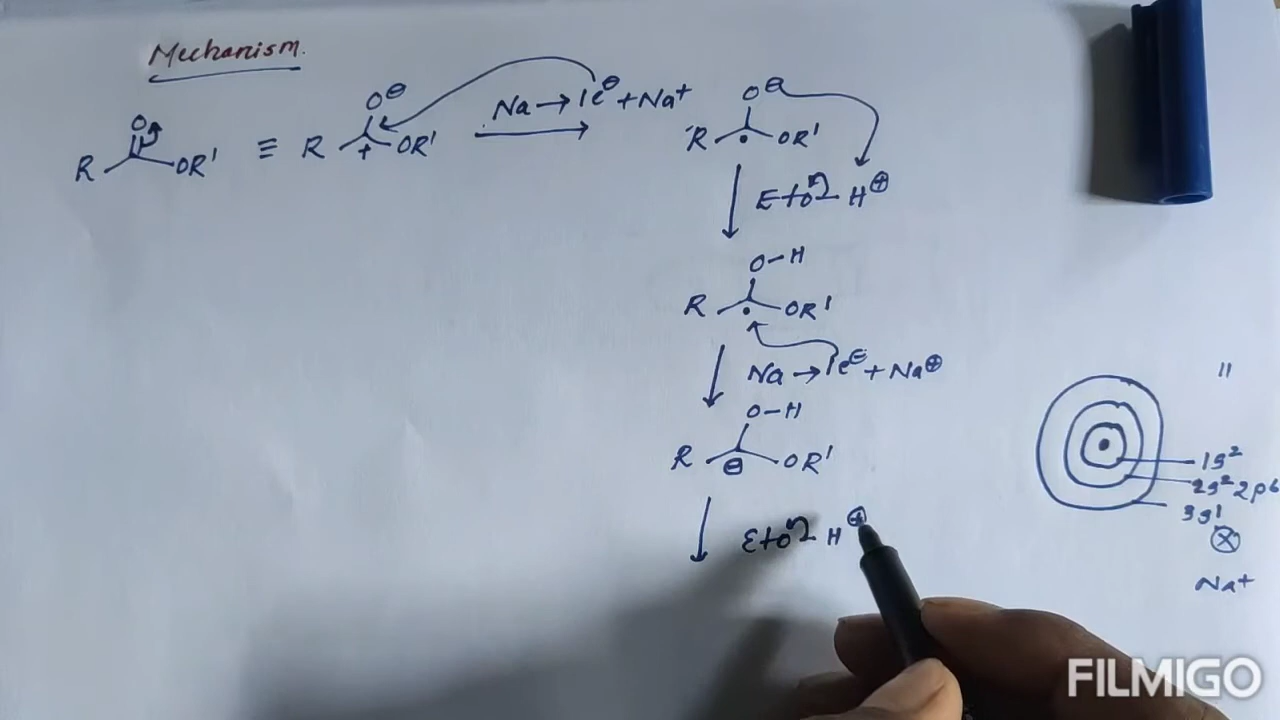 Mechanism.
O
R OR' ≡ R + OR'
O⊖
Na → 1e⊖ + Na+
O⊖
R • OR'
EtO H⊕
O-H
R • OR'
Na → 1e⊖ + Na⊕
O-H
R ⊖ OR'
EtO H⊕
"
1s2
2s2 2p6
3s1
⊗
Na+
FILMIGO